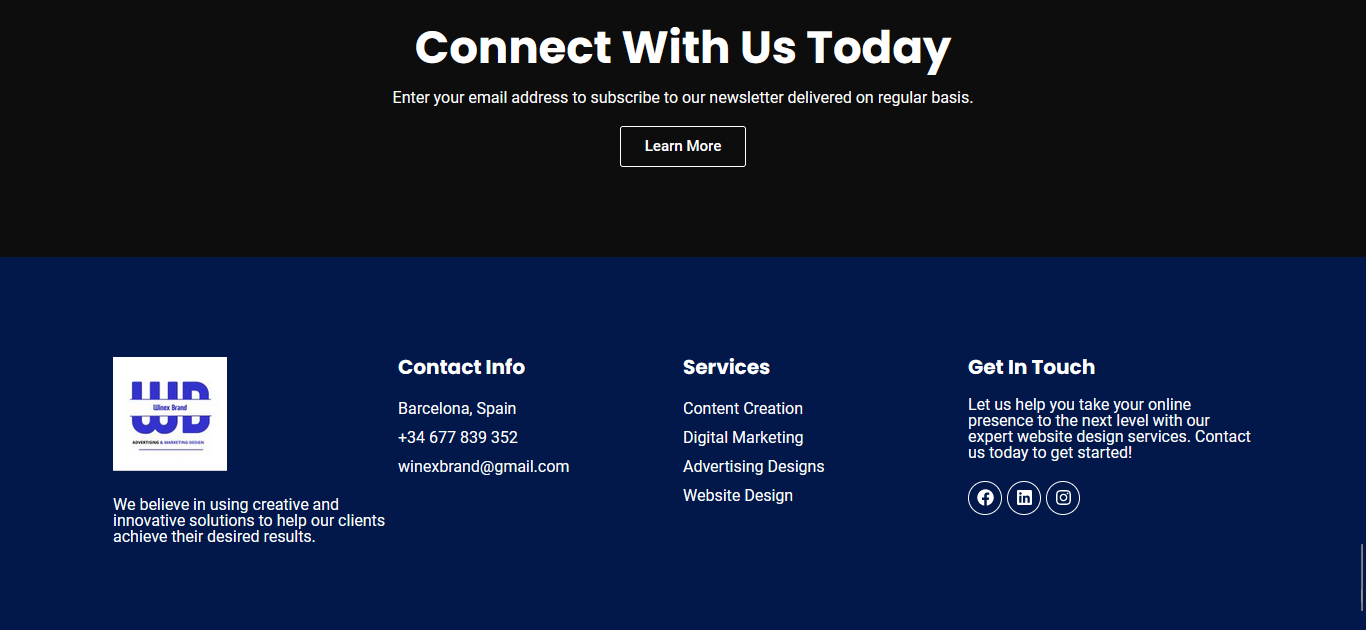 Connect With Us Today
Enter your email address to subscribe to our newsletter delivered on regular basis.
Learn More
WD
Winex Brand
ADVERTISING & MARKETING DESIGN
We believe in using creative and
innovative solutions to help our clients
achieve their desired results.
Contact Info
Barcelona, Spain
+34 677 839 352
winexbrand@gmail.com
Services
Content Creation
Digital Marketing
Advertising Designs
Website Design
Get In Touch
Let us help you take your online
presence to the next level with our
expert website design services. Contact
us today to get started!